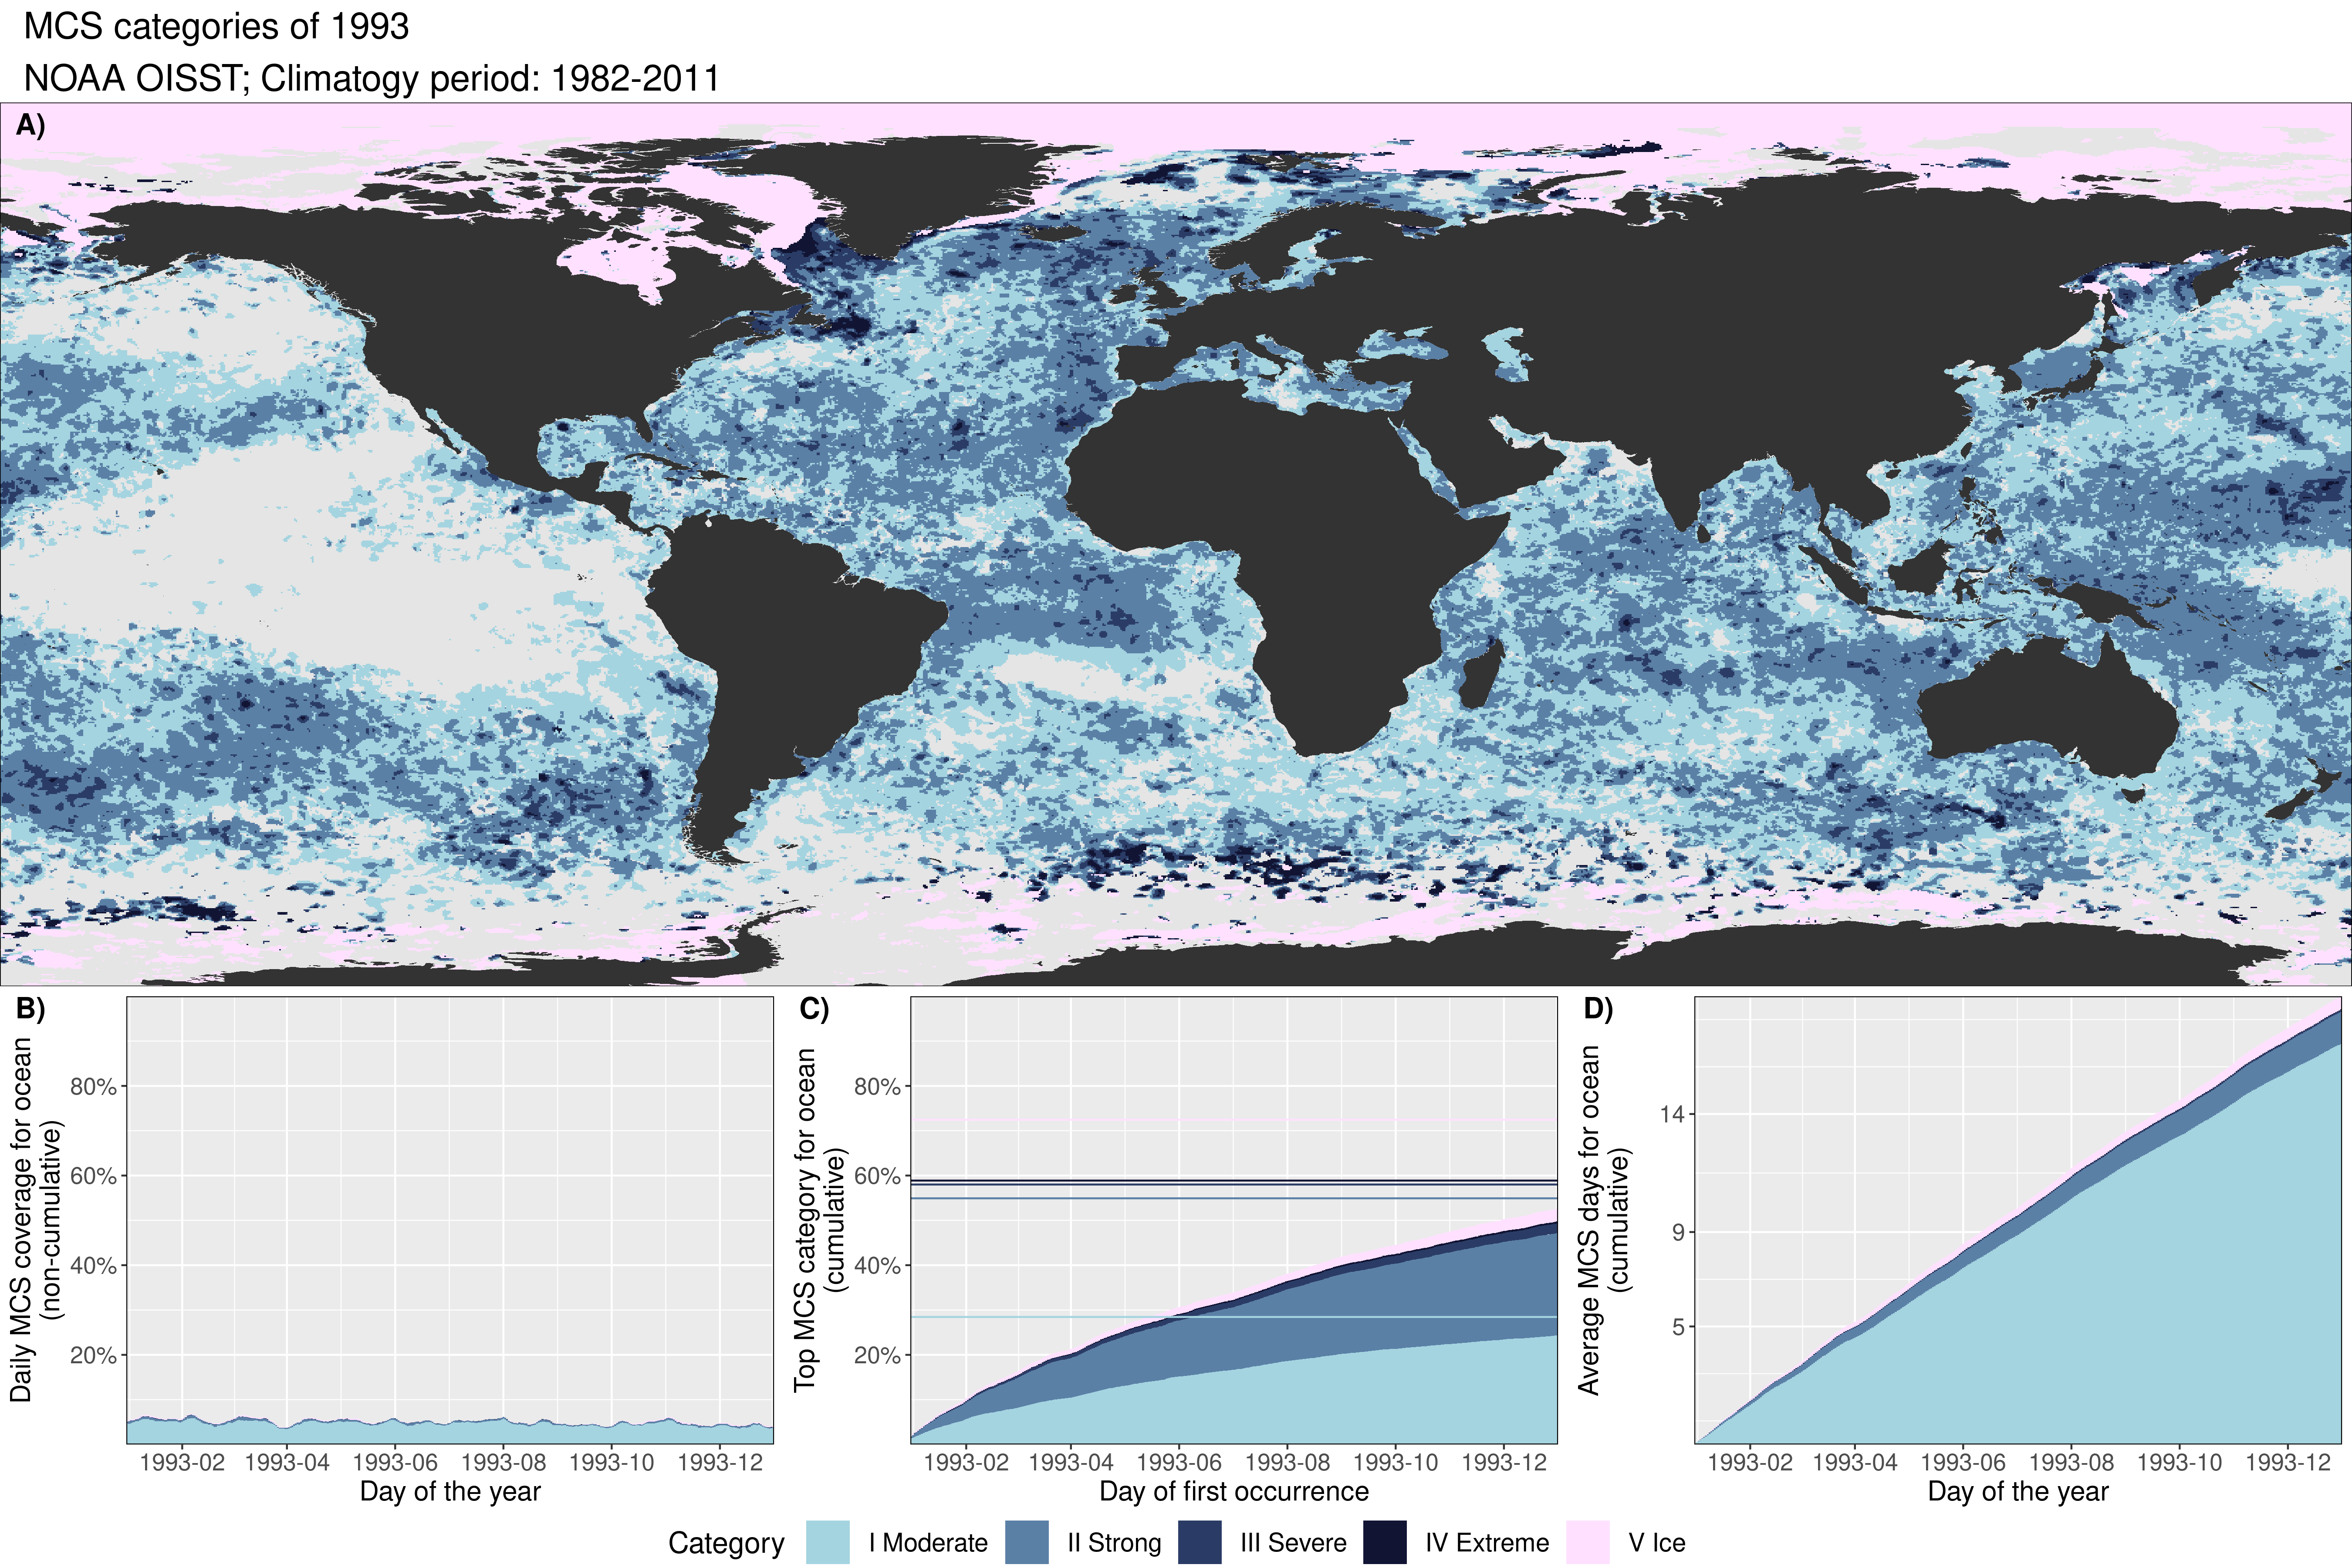 MCS categories of 1993
NOAA OISST; Climatogy period: 1982-2011
A)
B)
Daily MCS coverage for ocean
(non-cumulative)
80%
60%
40%
20%
1993-02 1993-04 1993-06 1993-08 1993-10 1993-12
Day of the year
C)
Top MCS category for ocean
(cumulative)
80%
60%
40%
20%
1993-02 1993-04 1993-06 1993-08 1993-10 1993-12
Day of first occurrence
D)
Average MCS days for ocean
(cumulative)
14
9
5
1993-02 1993-04 1993-06 1993-08 1993-10 1993-12
Day of the year
Category I Moderate II Strong III Severe IV Extreme V Ice